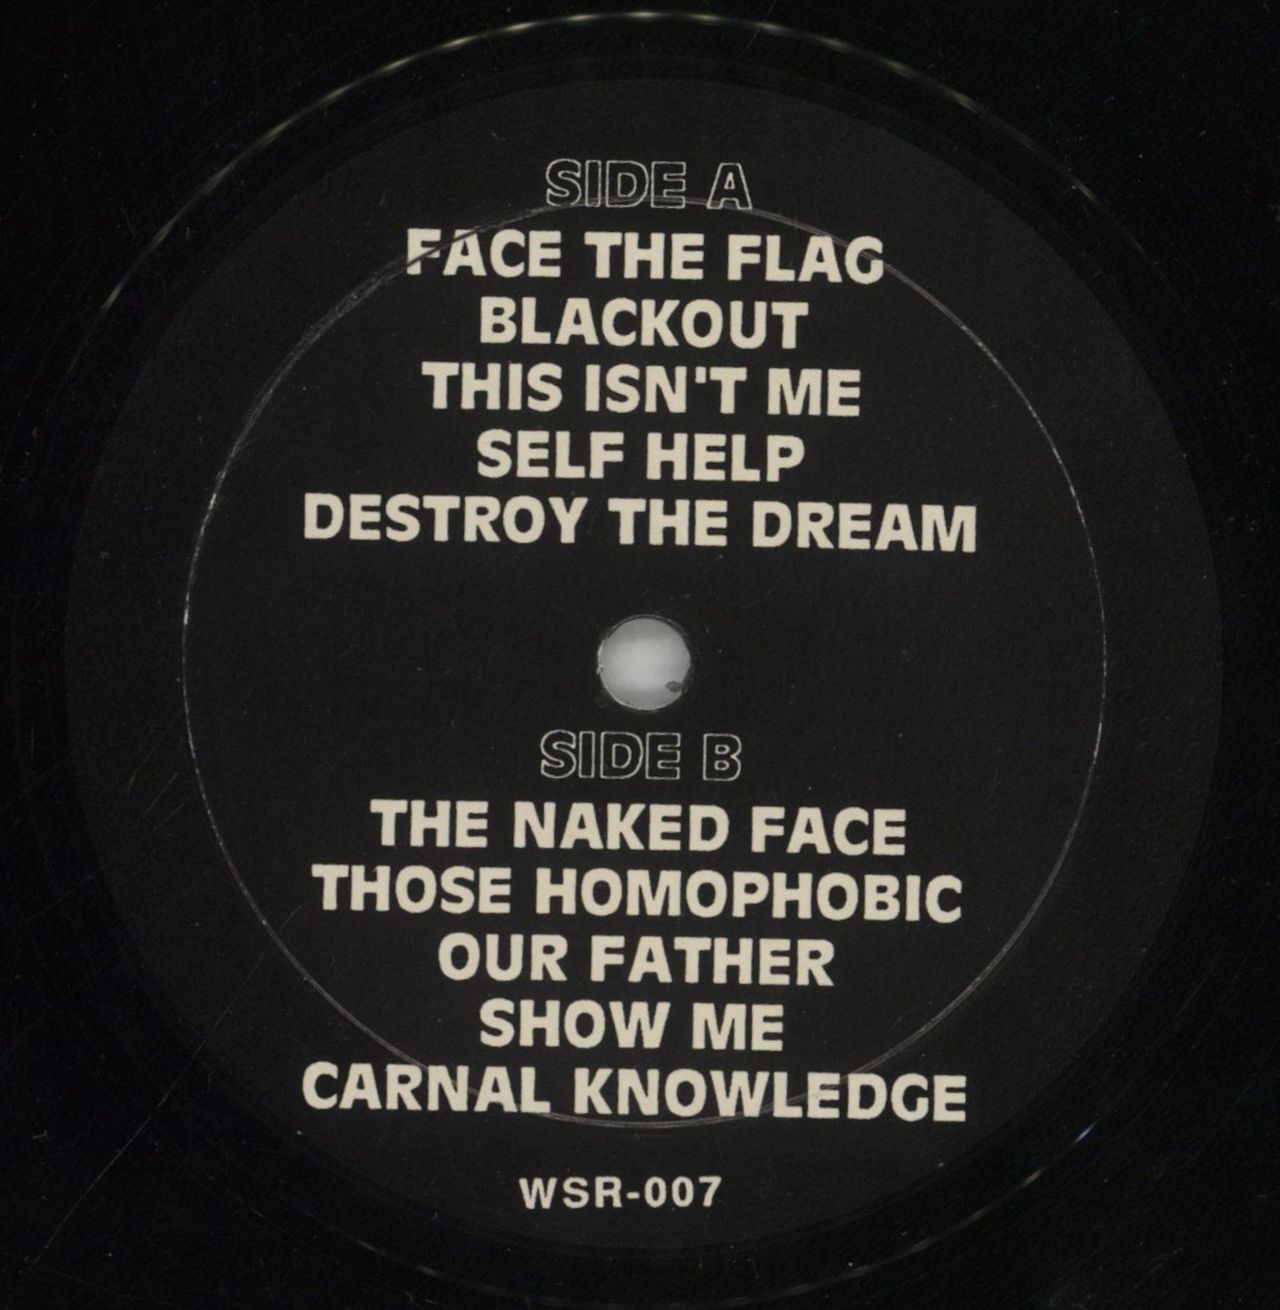 SIDE A
FACE THE FLAG
BLACKOUT
THIS ISN'T ME
SELF HELP
DESTROY THE DREAM
SIDE B
THE NAKED FACE
THOSE HOMOPHOBIC
OUR FATHER
SHOW ME
CARNAL KNOWLEDGE
WSR-007